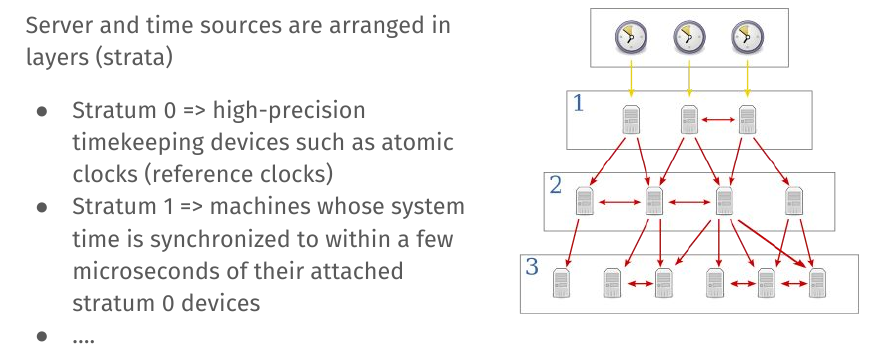 Server and time sources are arranged in
layers (strata)
● Stratum 0 => high-precision
timekeeping devices such as atomic
clocks (reference clocks)
● Stratum 1 => machines whose system
time is synchronized to within a few
microseconds of their attached
stratum 0 devices
● ....
1
2
3